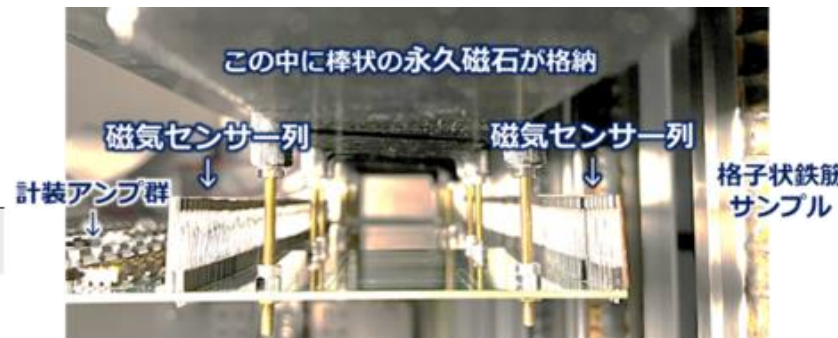 この中に棒状の永久磁石が格納
磁気センサー列
↓
磁気センサー列
↓
計装アンプ群
↓
格子状鉄筋
サンプル